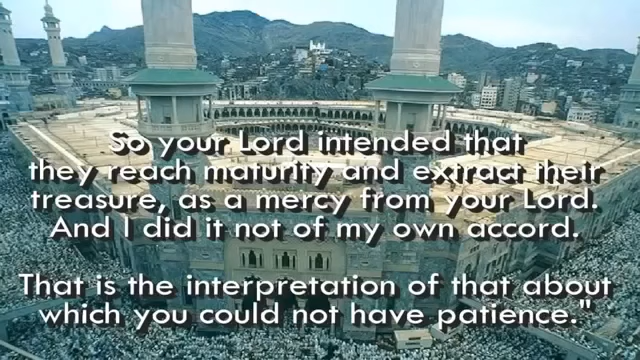 So your Lord intended that
they reach maturity and extract their
treasure, as a mercy from your Lord.
And I did it not of my own accord.
That is the interpretation of that about
which you could not have patience."